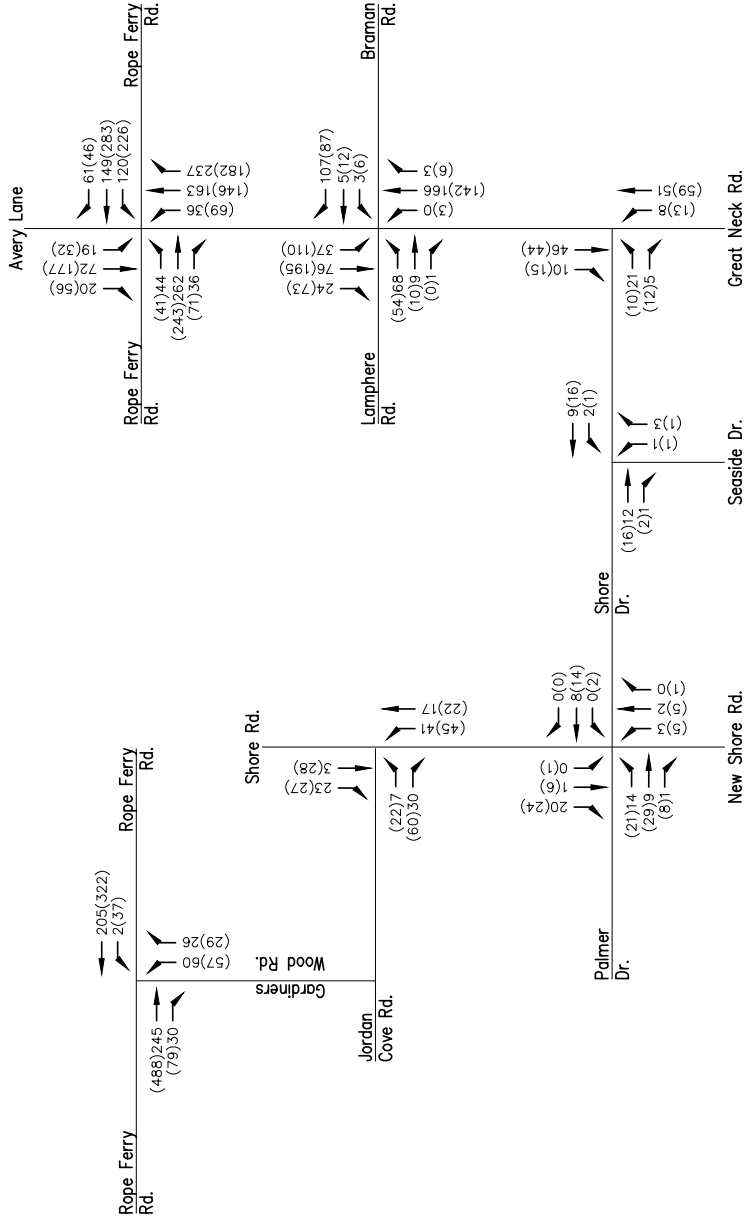 Avery Lane
Rope Ferry
Rd.
Rope Ferry
Rd.
61(46)
149(283)
120(226)
19(32)
72(177)
20(56)
(41)44
(243)262
(71)36
(182)237
(146)163
(69)36
Braman
Rd.
Lamphere
Rd.
107(87)
5(12)
3(6)
37(110)
76(195)
24(73)
(54)68
(10)9
(0)1
(6)3
(142)166
(3)0
46(44)
10(15)
(10)21
(12)5
(59)51
(13)8
Great Neck Rd.
9(16)
2(1)
(16)12
(2)1
(1)3
(1)1
Seaside Dr.
Shore
Dr.
0(0)
8(14)
0(2)
0(1)
1(6)
20(24)
(21)14
(29)9
(8)1
(1)0
(5)2
(5)3
New Shore Rd.
Palmer
Dr.
Shore Rd.
3(28)
23(27)
(22)17
(45)41
(22)7
(60)30
Jordan
Cove Rd.
Gardiners
Wood Rd.
Rope Ferry
Rd.
205(322)
2(37)
(29)26
(57)60
(488)245
(79)30
Rope Ferry
Rd.